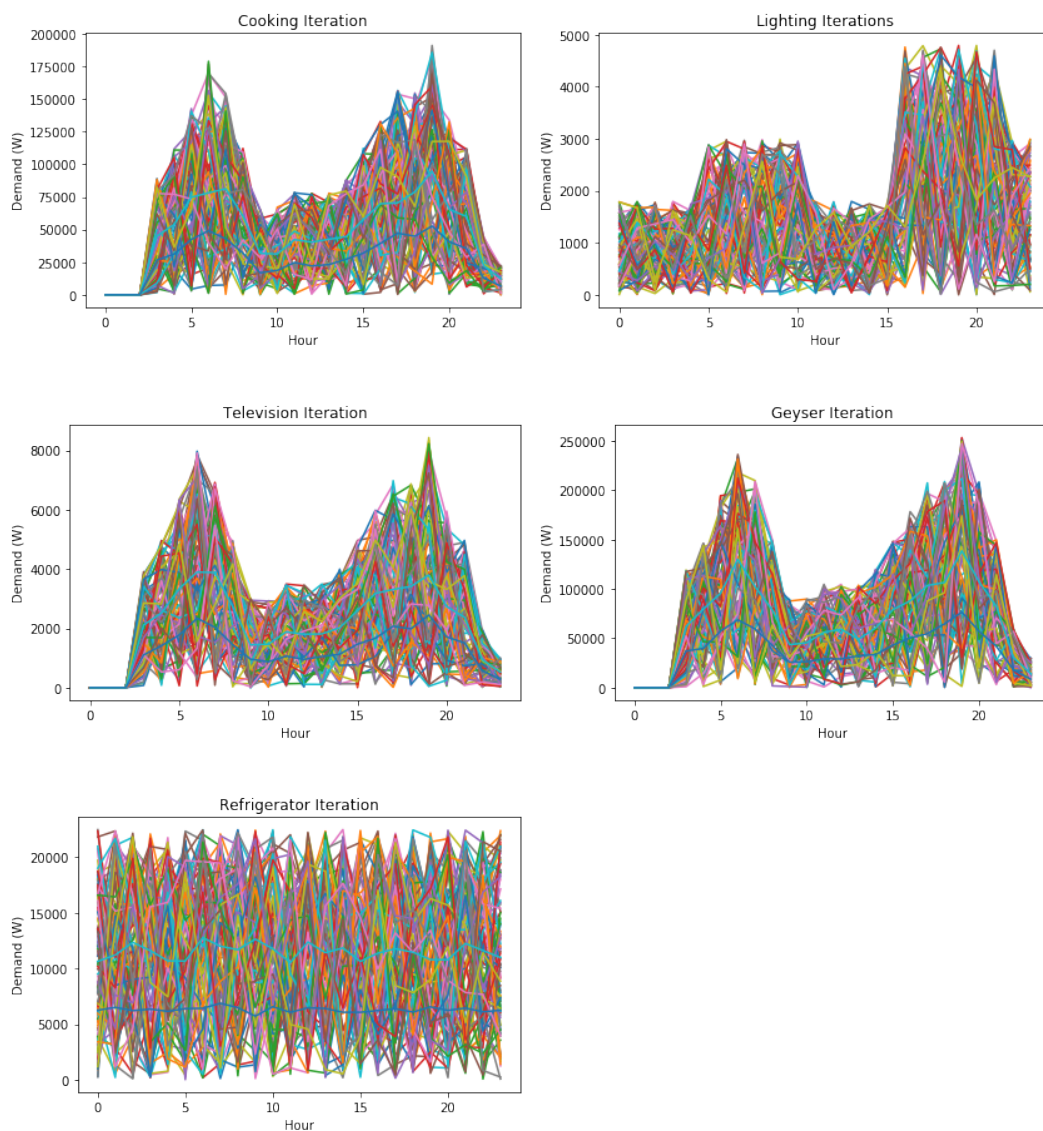 Cooking Iteration
200000
175000
150000
125000
100000
75000
50000
25000
0
Demand (W)
0 5 10 15 20
Hour
Lighting Iterations
5000
4000
3000
2000
1000
0
Demand (W)
0 5 10 15 20
Hour
Television Iteration
8000
6000
4000
2000
0
Demand (W)
0 5 10 15 20
Hour
Geyser Iteration
250000
200000
150000
100000
50000
0
Demand (W)
0 5 10 15 20
Hour
Refrigerator Iteration
20000
15000
10000
5000
0
Demand (W)
0 5 10 15 20
Hour